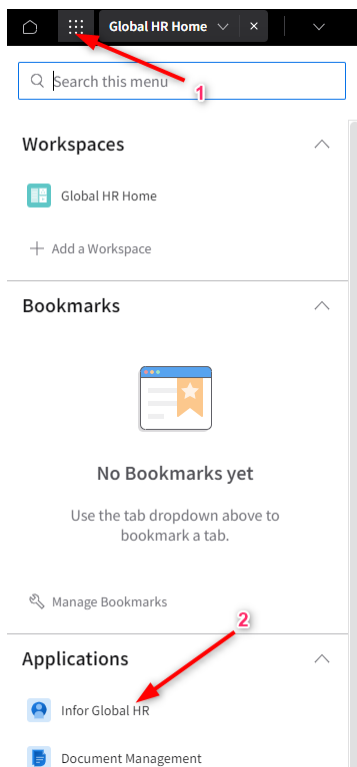 Global HR Home
Search this menu
1
Workspaces
Global HR Home
Add a Workspace
Bookmarks
No Bookmarks yet
Use the tab dropdown above to
bookmark a tab.
Manage Bookmarks
2
Applications
Infor Global HR
Document Management